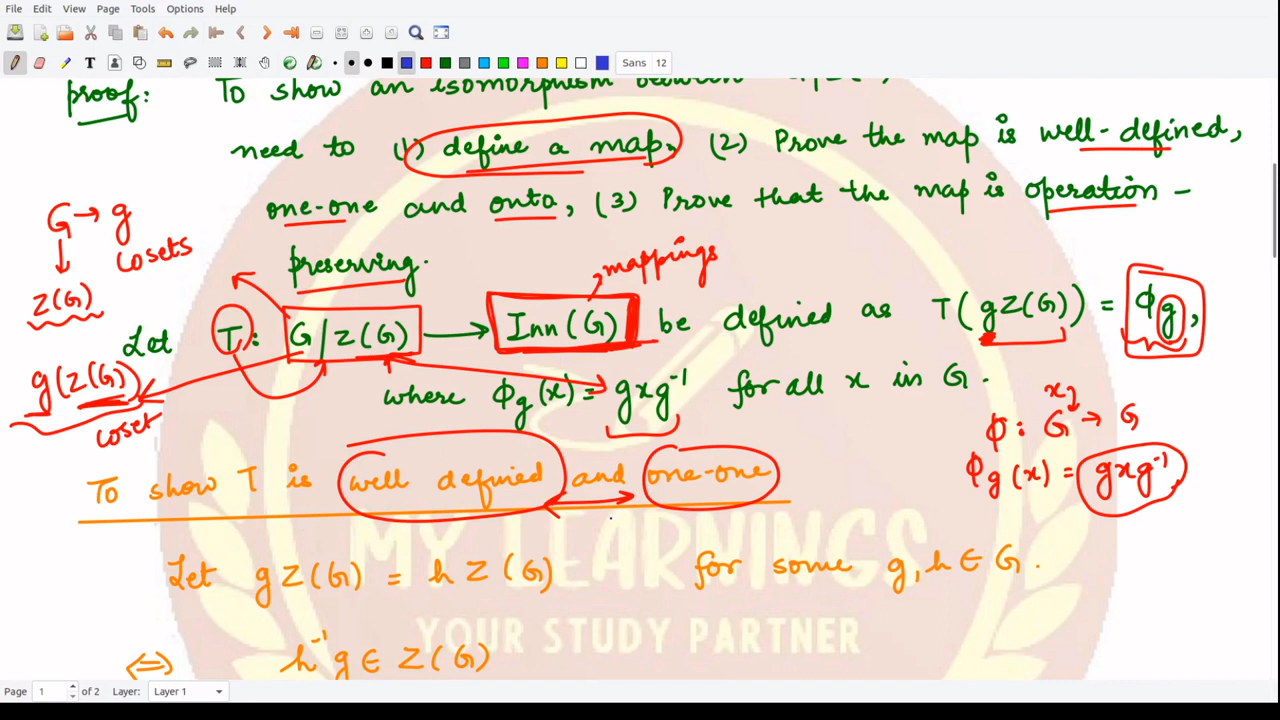 File Edit View Page Tools Options Map Help
Sans 12
proof: To show an isomorphism between
need to (1) define a map, (2) Prove the map is well-defined,
one-one and onto, (3) Prove that the map is operation -
preserving.
G → g
cosets
Z(G)
mappings
Let T: G/Z(G) → Inn(G) be defined as T(gZ(G)) = Φg,
g(Z(G))
coset
where Φg(x) = gxg⁻¹ for all x in G.
x
Φ: G → G
Φg(x) = gxg⁻¹
To show T is well defined and one-one
Let gZ(G) = hZ(G) for some g,h ∈ G.
⇔ h⁻¹g ∈ Z(G)
MY LEARNINGS
YOUR STUDY PARTNER
Page 1 of 2 Layer: Layer 1